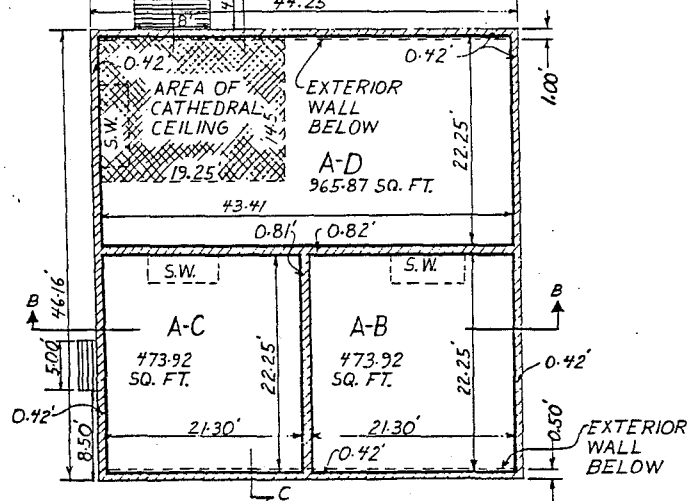 44.25
8'
4
0.42'
0.42'
1.00'
AREA OF
CATHEDRAL
CEILING
EXTERIOR
WALL
BELOW
S.W.
14.5'
19.25'
A-D
965.87 SQ. FT.
22.25'
43.41
0.81'
0.82'
S.W.
S.W.
B
B
46.16'
A-C
A-B
473.92
SQ. FT.
473.92
SQ. FT.
22.25'
22.25'
5.00'
0.42'
0.42'
8.50'
21.30'
21.30'
0.42'
0.50'
EXTERIOR
WALL
BELOW
C